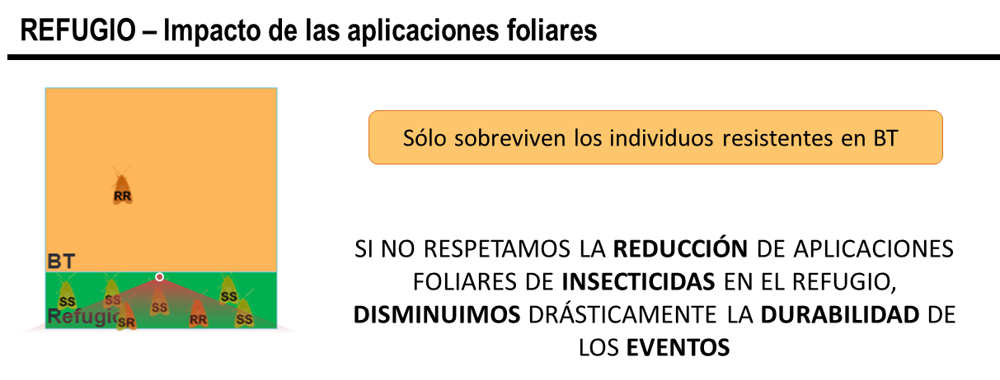 REFUGIO – Impacto de las aplicaciones foliares
Sólo sobreviven los individuos resistentes en BT
RR
BT
SI NO RESPETAMOS LA REDUCCIÓN DE APLICACIONES
FOLIARES DE INSECTICIDAS EN EL REFUGIO,
DISMINUIMOS DRÁSTICAMENTE LA DURABILIDAD DE
LOS EVENTOS
SS SS SS SS
Refugio SR RR SS